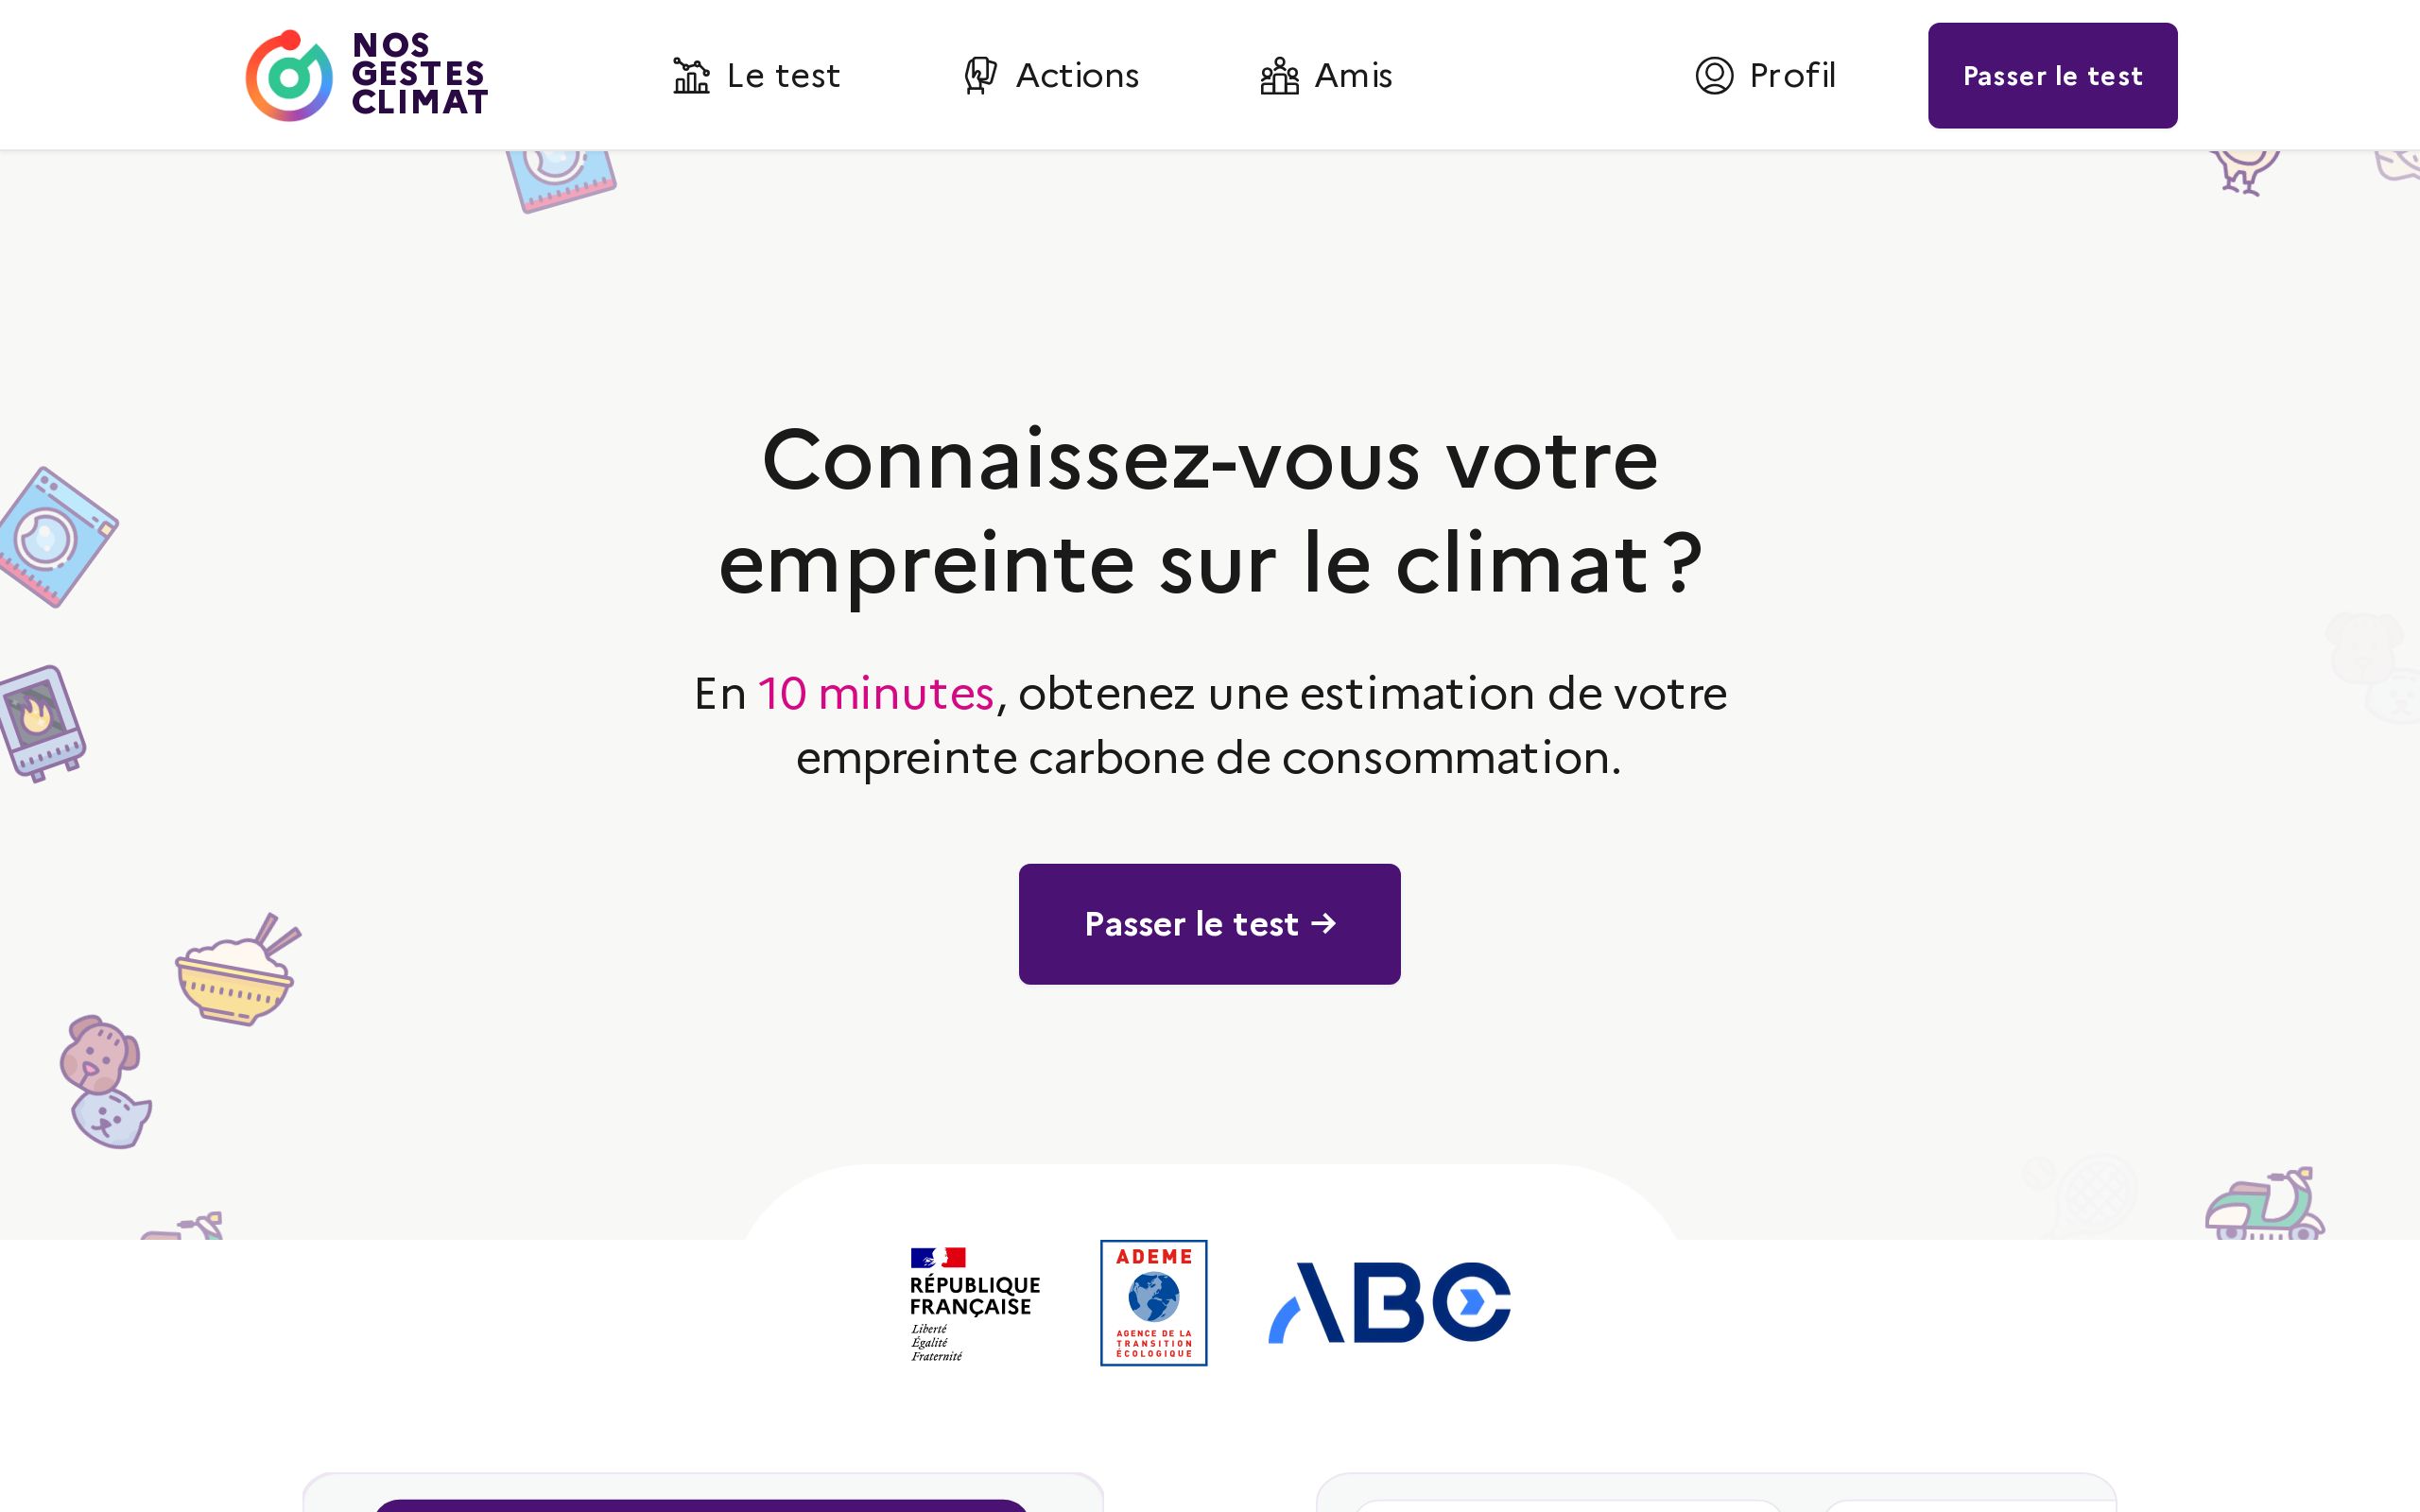 NOS
GESTES
CLIMAT
Le test
Actions
Amis
Profil
Passer le test
Connaissez-vous votre
empreinte sur le climat ?
En 10 minutes, obtenez une estimation de votre
empreinte carbone de consommation.
Passer le test →
RÉPUBLIQUE
FRANÇAISE
Liberté
Égalité
Fraternité
ADEME
AGENCE DE LA
TRANSITION
ÉCOLOGIQUE
ABC